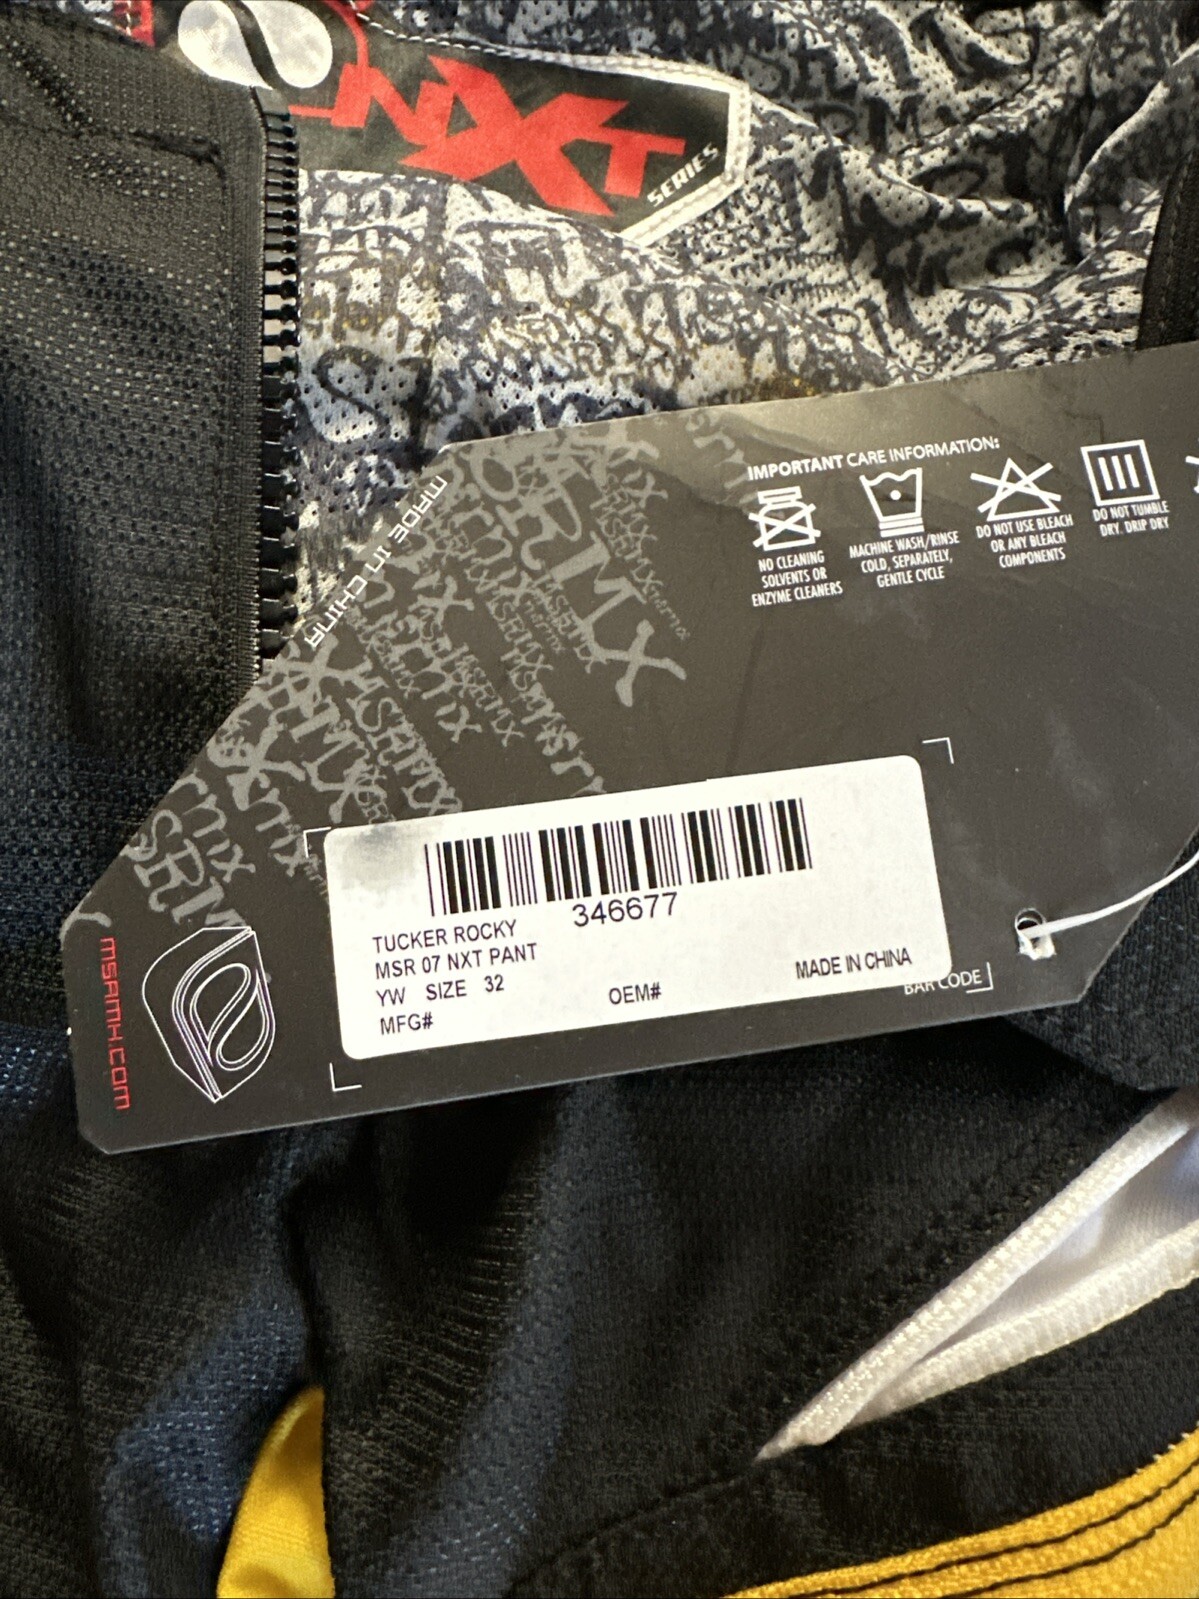 NXT
SERIES
IMPORTANT CARE INFORMATION:
NO CLEANING
SOLVENTS OR
ENZYME CLEANERS
MACHINE WASH/RINSE
COLD, SEPARATELY,
GENTLE CYCLE
DO NOT USE BLEACH
OR ANY BLEACH
COMPONENTS
DO NOT TUMBLE
DRY. DRIP DRY
MADE IN CHINA
346677
TUCKER ROCKY
MSR 07 NXT PANT
YW SIZE 32
MFG#
OEM#
MADE IN CHINA
BAR CODE
MSRMX.COM